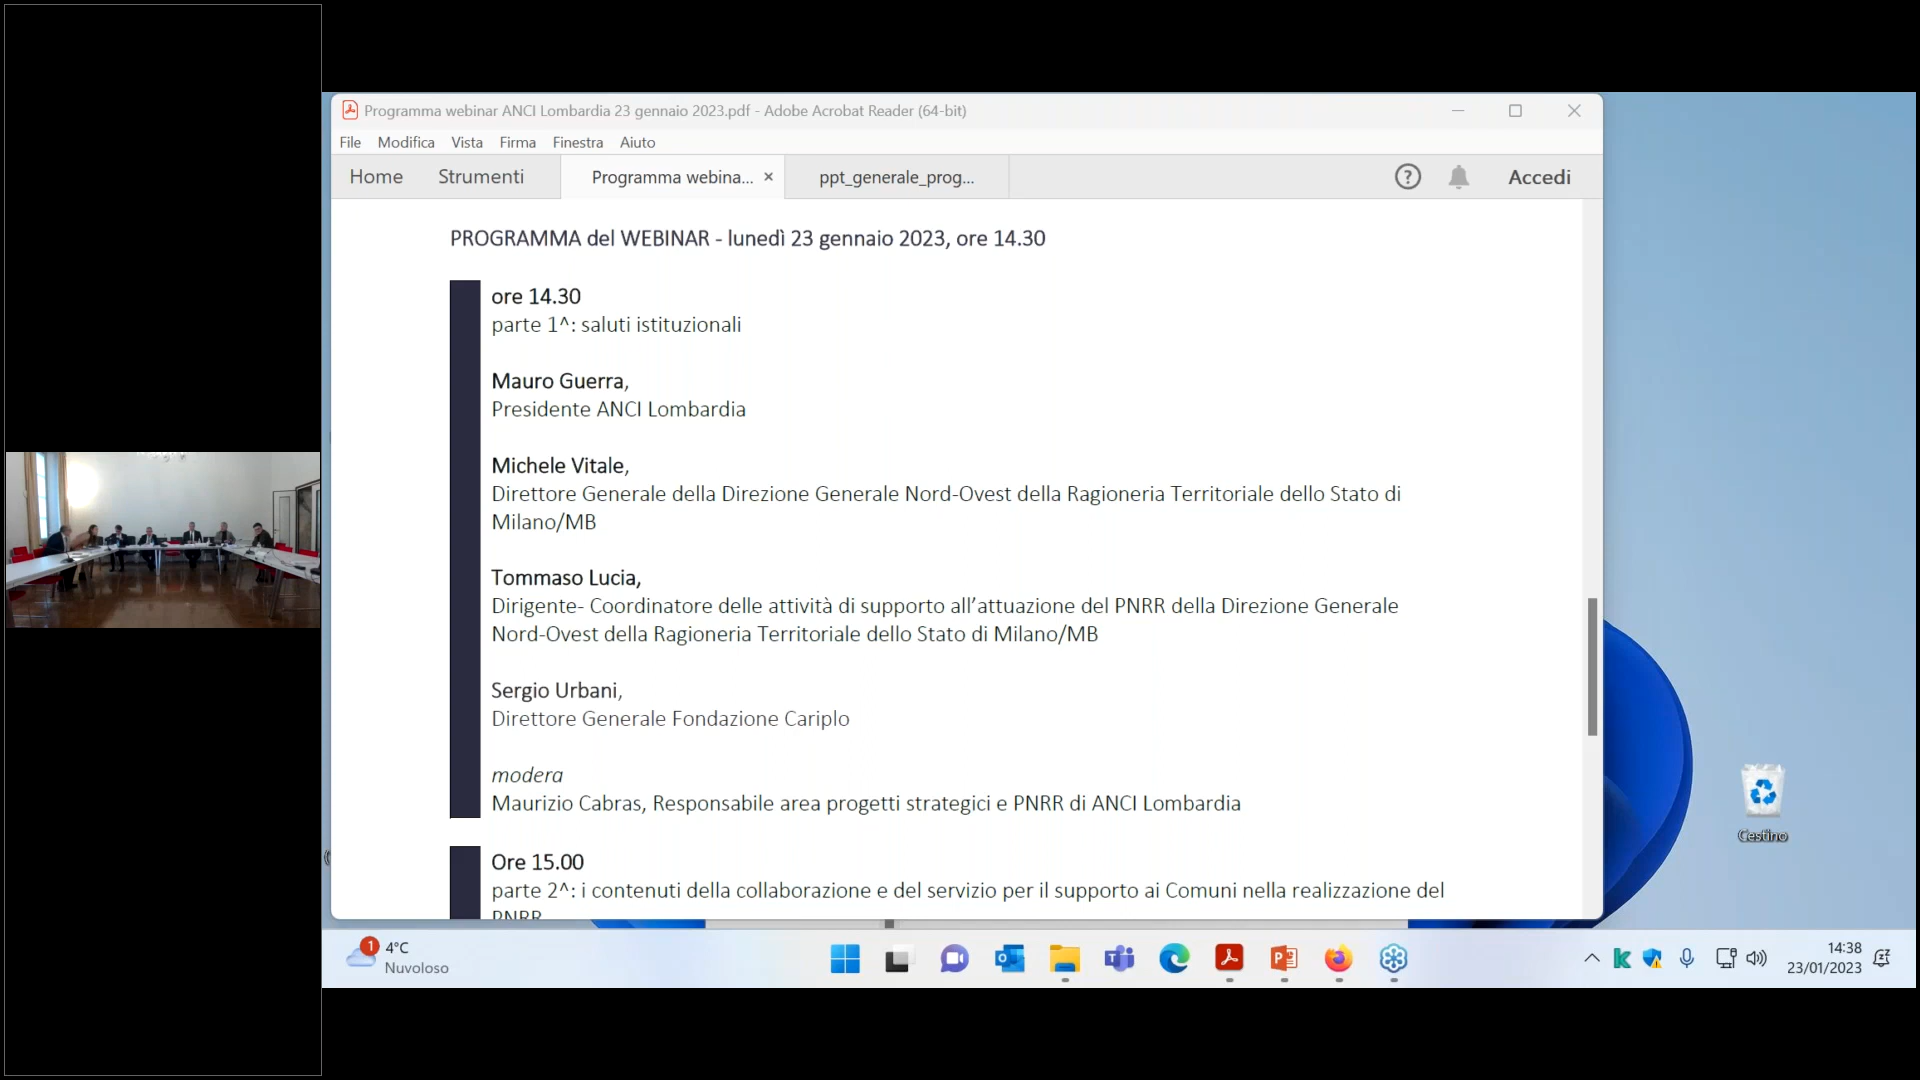 Programma webinar ANCI Lombardia 23 gennaio 2023.pdf - Adobe Acrobat Reader (64-bit)
File Modifica Vista Firma Finestra Aiuto
Home Strumenti Programma webina... × ppt_generale_prog... ? Accedi
PROGRAMMA del WEBINAR - lunedì 23 gennaio 2023, ore 14.30
ore 14.30
parte 1^: saluti istituzionali
Mauro Guerra,
Presidente ANCI Lombardia
Michele Vitale,
Direttore Generale della Direzione Generale Nord-Ovest della Ragioneria Territoriale dello Stato di
Milano/MB
Tommaso Lucia,
Dirigente- Coordinatore delle attività di supporto all’attuazione del PNRR della Direzione Generale
Nord-Ovest della Ragioneria Territoriale dello Stato di Milano/MB
Sergio Urbani,
Direttore Generale Fondazione Cariplo
modera
Maurizio Cabras, Responsabile area progetti strategici e PNRR di ANCI Lombardia
Ore 15.00
parte 2^: i contenuti della collaborazione e del servizio per il supporto ai Comuni nella realizzazione del
PNRR
Cestino
1 4°C
Nuvoloso
14:38
23/01/2023